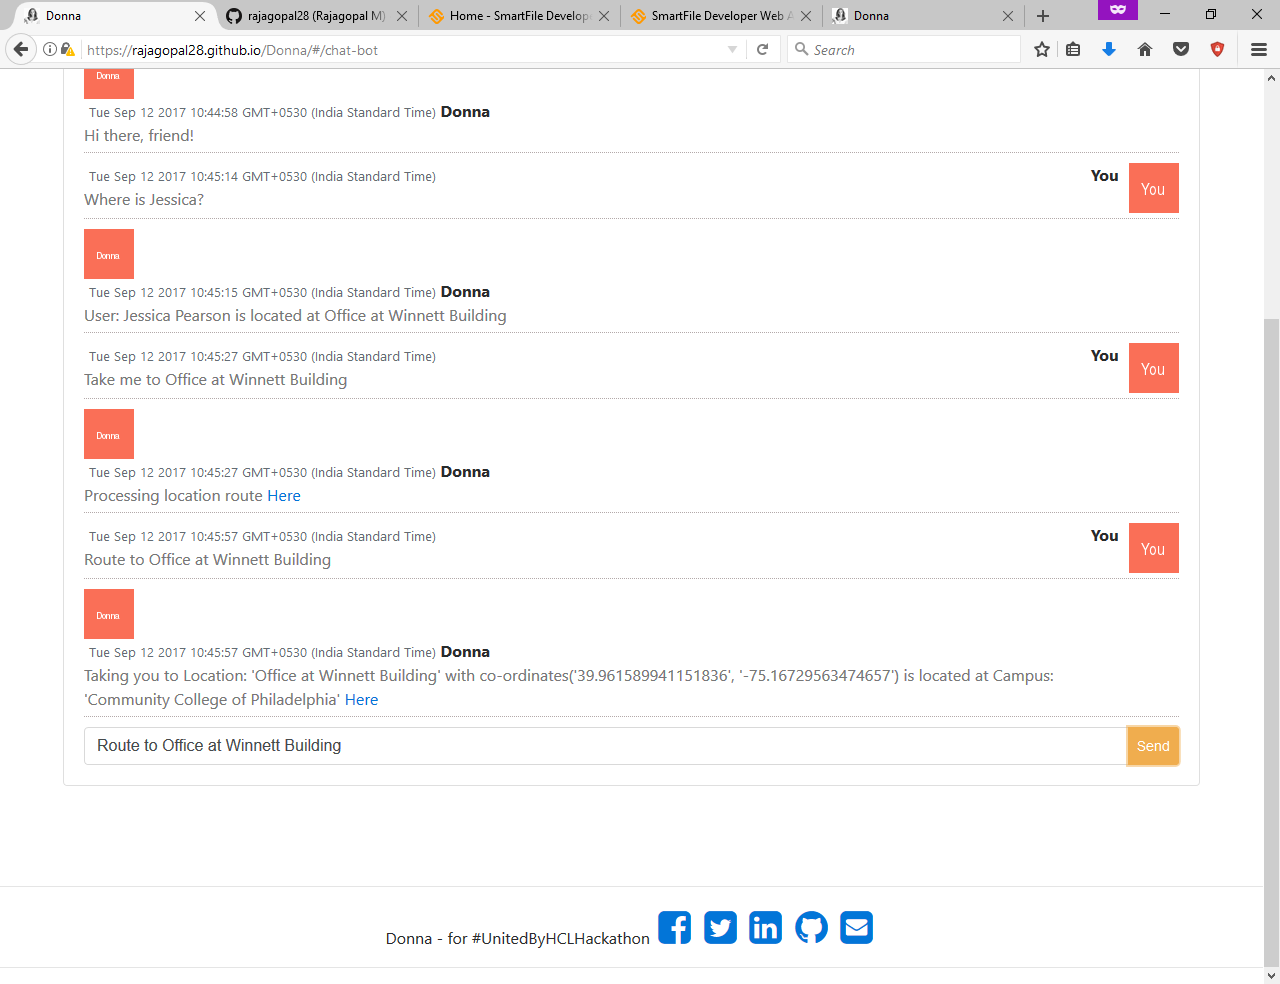 Donna
rajagopal28 (Rajagopal M)
Home - SmartFile Develop
SmartFile Developer Web A
Donna
https://rajagopal28.github.io/Donna/#/chat-bot
Search
Donna
Tue Sep 12 2017 10:44:58 GMT+0530 (India Standard Time) Donna
Hi there, friend!
Tue Sep 12 2017 10:45:14 GMT+0530 (India Standard Time) You You
Where is Jessica?
Donna
Tue Sep 12 2017 10:45:15 GMT+0530 (India Standard Time) Donna
User: Jessica Pearson is located at Office at Winnett Building
Tue Sep 12 2017 10:45:27 GMT+0530 (India Standard Time) You You
Take me to Office at Winnett Building
Donna
Tue Sep 12 2017 10:45:27 GMT+0530 (India Standard Time) Donna
Processing location route Here
Tue Sep 12 2017 10:45:57 GMT+0530 (India Standard Time) You You
Route to Office at Winnett Building
Donna
Tue Sep 12 2017 10:45:57 GMT+0530 (India Standard Time) Donna
Taking you to Location: 'Office at Winnett Building' with co-ordinates('39.961589941151836', '-75.16729563474657') is located at Campus:
'Community College of Philadelphia' Here
Route to Office at Winnett Building Send
Donna - for #UnitedByHCLHackathon